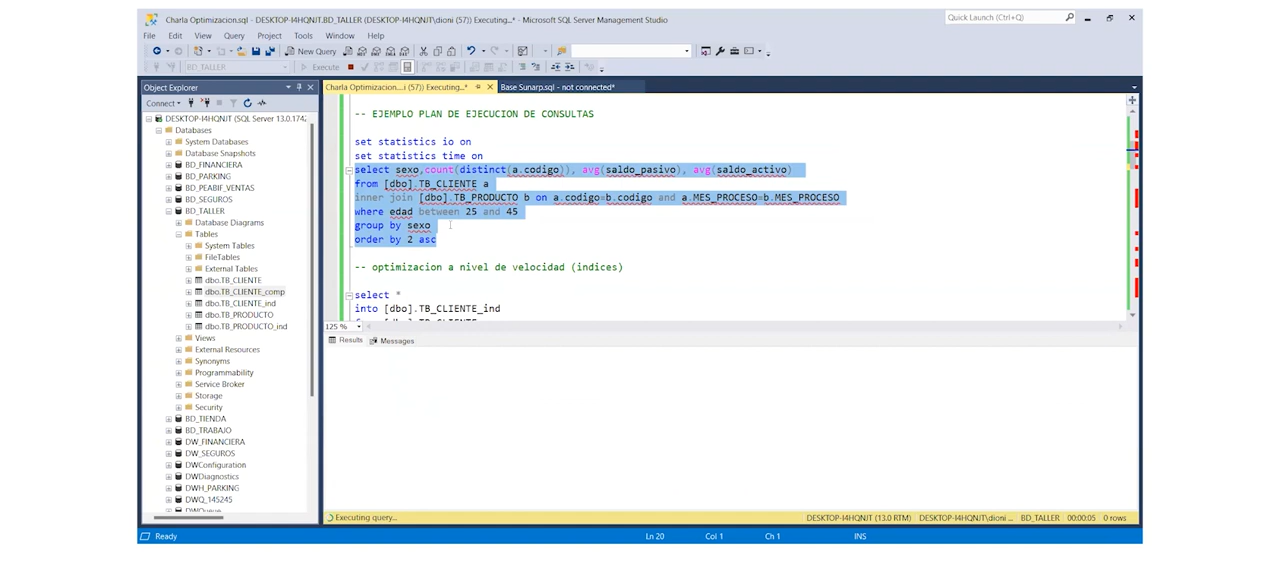 Charla Optimizacion.sql - DESKTOP-I4HQNJT.BD_TALLER (DESKTOP-I4HQNJT\dioni (57)) Executing...* - Microsoft SQL Server Management Studio
Quick Launch (Ctrl+Q)
File Edit View Query Project Tools Window Help
New Query
BD_TALLER
Execute
Object Explorer
Charla Optimizacion....i (57)) Executing...*
Base Sunarp.sql - not connected*
Connect
DESKTOP-I4HQNJT (SQL Server 13.0.174
Databases
System Databases
Database Snapshots
BD_FINANCIERA
BD_PARKING
BD_PEABIF_VENTAS
BD_SEGUROS
BD_TALLER
Database Diagrams
Tables
System Tables
FileTables
External Tables
dbo.TB_CLIENTE
dbo.TB_CLIENTE_comp
dbo.TB_CLIENTE_ind
dbo.TB_PRODUCTO
dbo.TB_PRODUCTO_ind
Views
External Resources
Synonyms
Programmability
Service Broker
Storage
Security
BD_TIENDA
BD_TRABAJO
DW_FINANCIERA
DW_SEGUROS
DWConfiguration
DWDiagnostics
DWH_PARKING
DWQ_145245
DWQueue
-- EJEMPLO PLAN DE EJECUCION DE CONSULTAS
set statistics io on
set statistics time on
select sexo,count(distinct(a.codigo)), avg(saldo_pasivo), avg(saldo_activo)
from [dbo].TB_CLIENTE a
inner join [dbo].TB_PRODUCTO b on a.codigo=b.codigo and a.MES_PROCESO=b.MES_PROCESO
where edad between 25 and 45
group by sexo
order by 2 asc
-- optimizacion a nivel de velocidad (indices)
select *
into [dbo].TB_CLIENTE_ind
from [dbo].TB_CLIENTE
125 %
Results Messages
Executing query...
DESKTOP-I4HQNJT (13.0 RTM) DESKTOP-I4HQNJT\dioni ... BD_TALLER 00:00:05 0 rows
Ready Ln 20 Col 1 Ch 1 INS